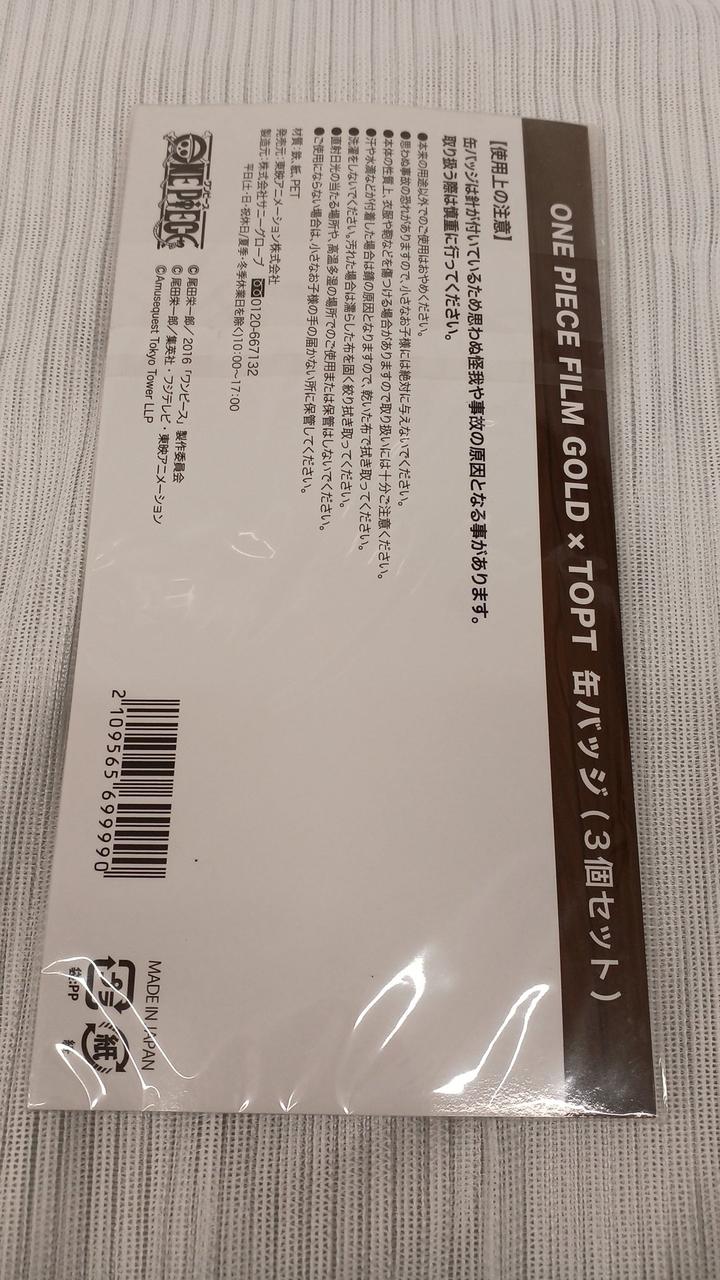 ONE PIECE FILM GOLD × TOPT 缶バッジ(3個セット)
【使用上の注意】
缶バッジは針が付いているため思わぬ怪我や事故の原因となる事があります。
取り扱う際は慎重に行ってください。
●本来の用途以外でのご使用はおやめください。
●思わぬ事故の恐れがありますので、小さなお子様には絶対に与えないでください。
●本体の性質上、衣服や鞄などを傷つける場合がありますので取り扱いには十分ご注意ください。
●汗や水滴などが付着した場合は錆の原因となりますので、乾いた布で拭き取ってください。
●洗濯をしないでください。汚れた場合は濡らした布を固く絞り拭き取ってください。
●直射日光の当たる場所や、高温多湿の場所でのご使用または保管はしないでください。
●ご使用にならない場合は、小さなお子様の手の届かない所に保管してください。
材質:鉄、紙、PET
発売元:東映アニメーション株式会社
製造元:株式会社サニーグローブ 0120-667132
平日(土・日・祝休日/夏季・冬季休業日を除く)10:00~17:00
ワンピース
ONE PIECE
© 尾田栄一郎/2016「ワンピース」製作委員会
© 尾田栄一郎/集英社・フジテレビ・東映アニメーション
©Amusequest Tokyo Tower LLP
2 109565 699990
MADE IN JAPAN
プラ 紙
袋:PP 紙